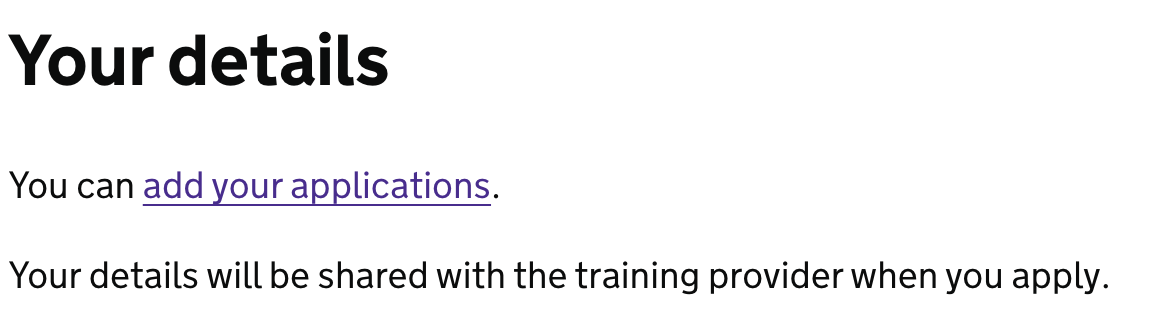 Your details
You can add your applications.
Your details will be shared with the training provider when you apply.